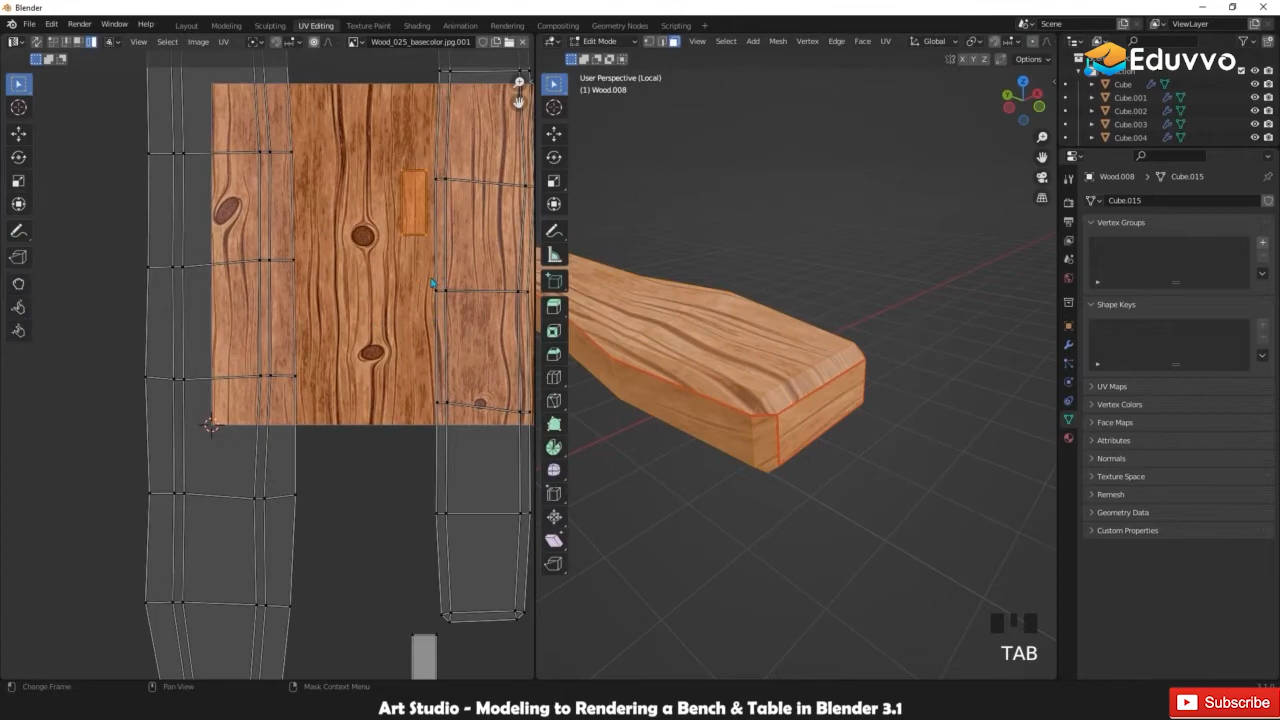 Blender
File Edit Render Window Help
Layout Modeling Sculpting UV Editing Texture Paint Shading Animation Rendering Compositing Geometry Nodes Scripting +
Scene ViewLayer
View Select Image UV Wood_025_basecolor.jpg.001
Edit Mode View Select Add Mesh Vertex Edge Face UV Global
X Y Z Options
Eduvvo
User Perspective (Local)
(1) Wood.008
Cube
Cube.001
Cube.002
Cube.003
Cube.004
Wood.008 Cube.015
Cube.015
Vertex Groups
Shape Keys
UV Maps
Vertex Colors
Face Maps
Attributes
Normals
Texture Space
Remesh
Geometry Data
Custom Properties
TAB
Change Frame Pan View Mask Context Menu
Art Studio - Modeling to Rendering a Bench & Table in Blender 3.1
Subscribe